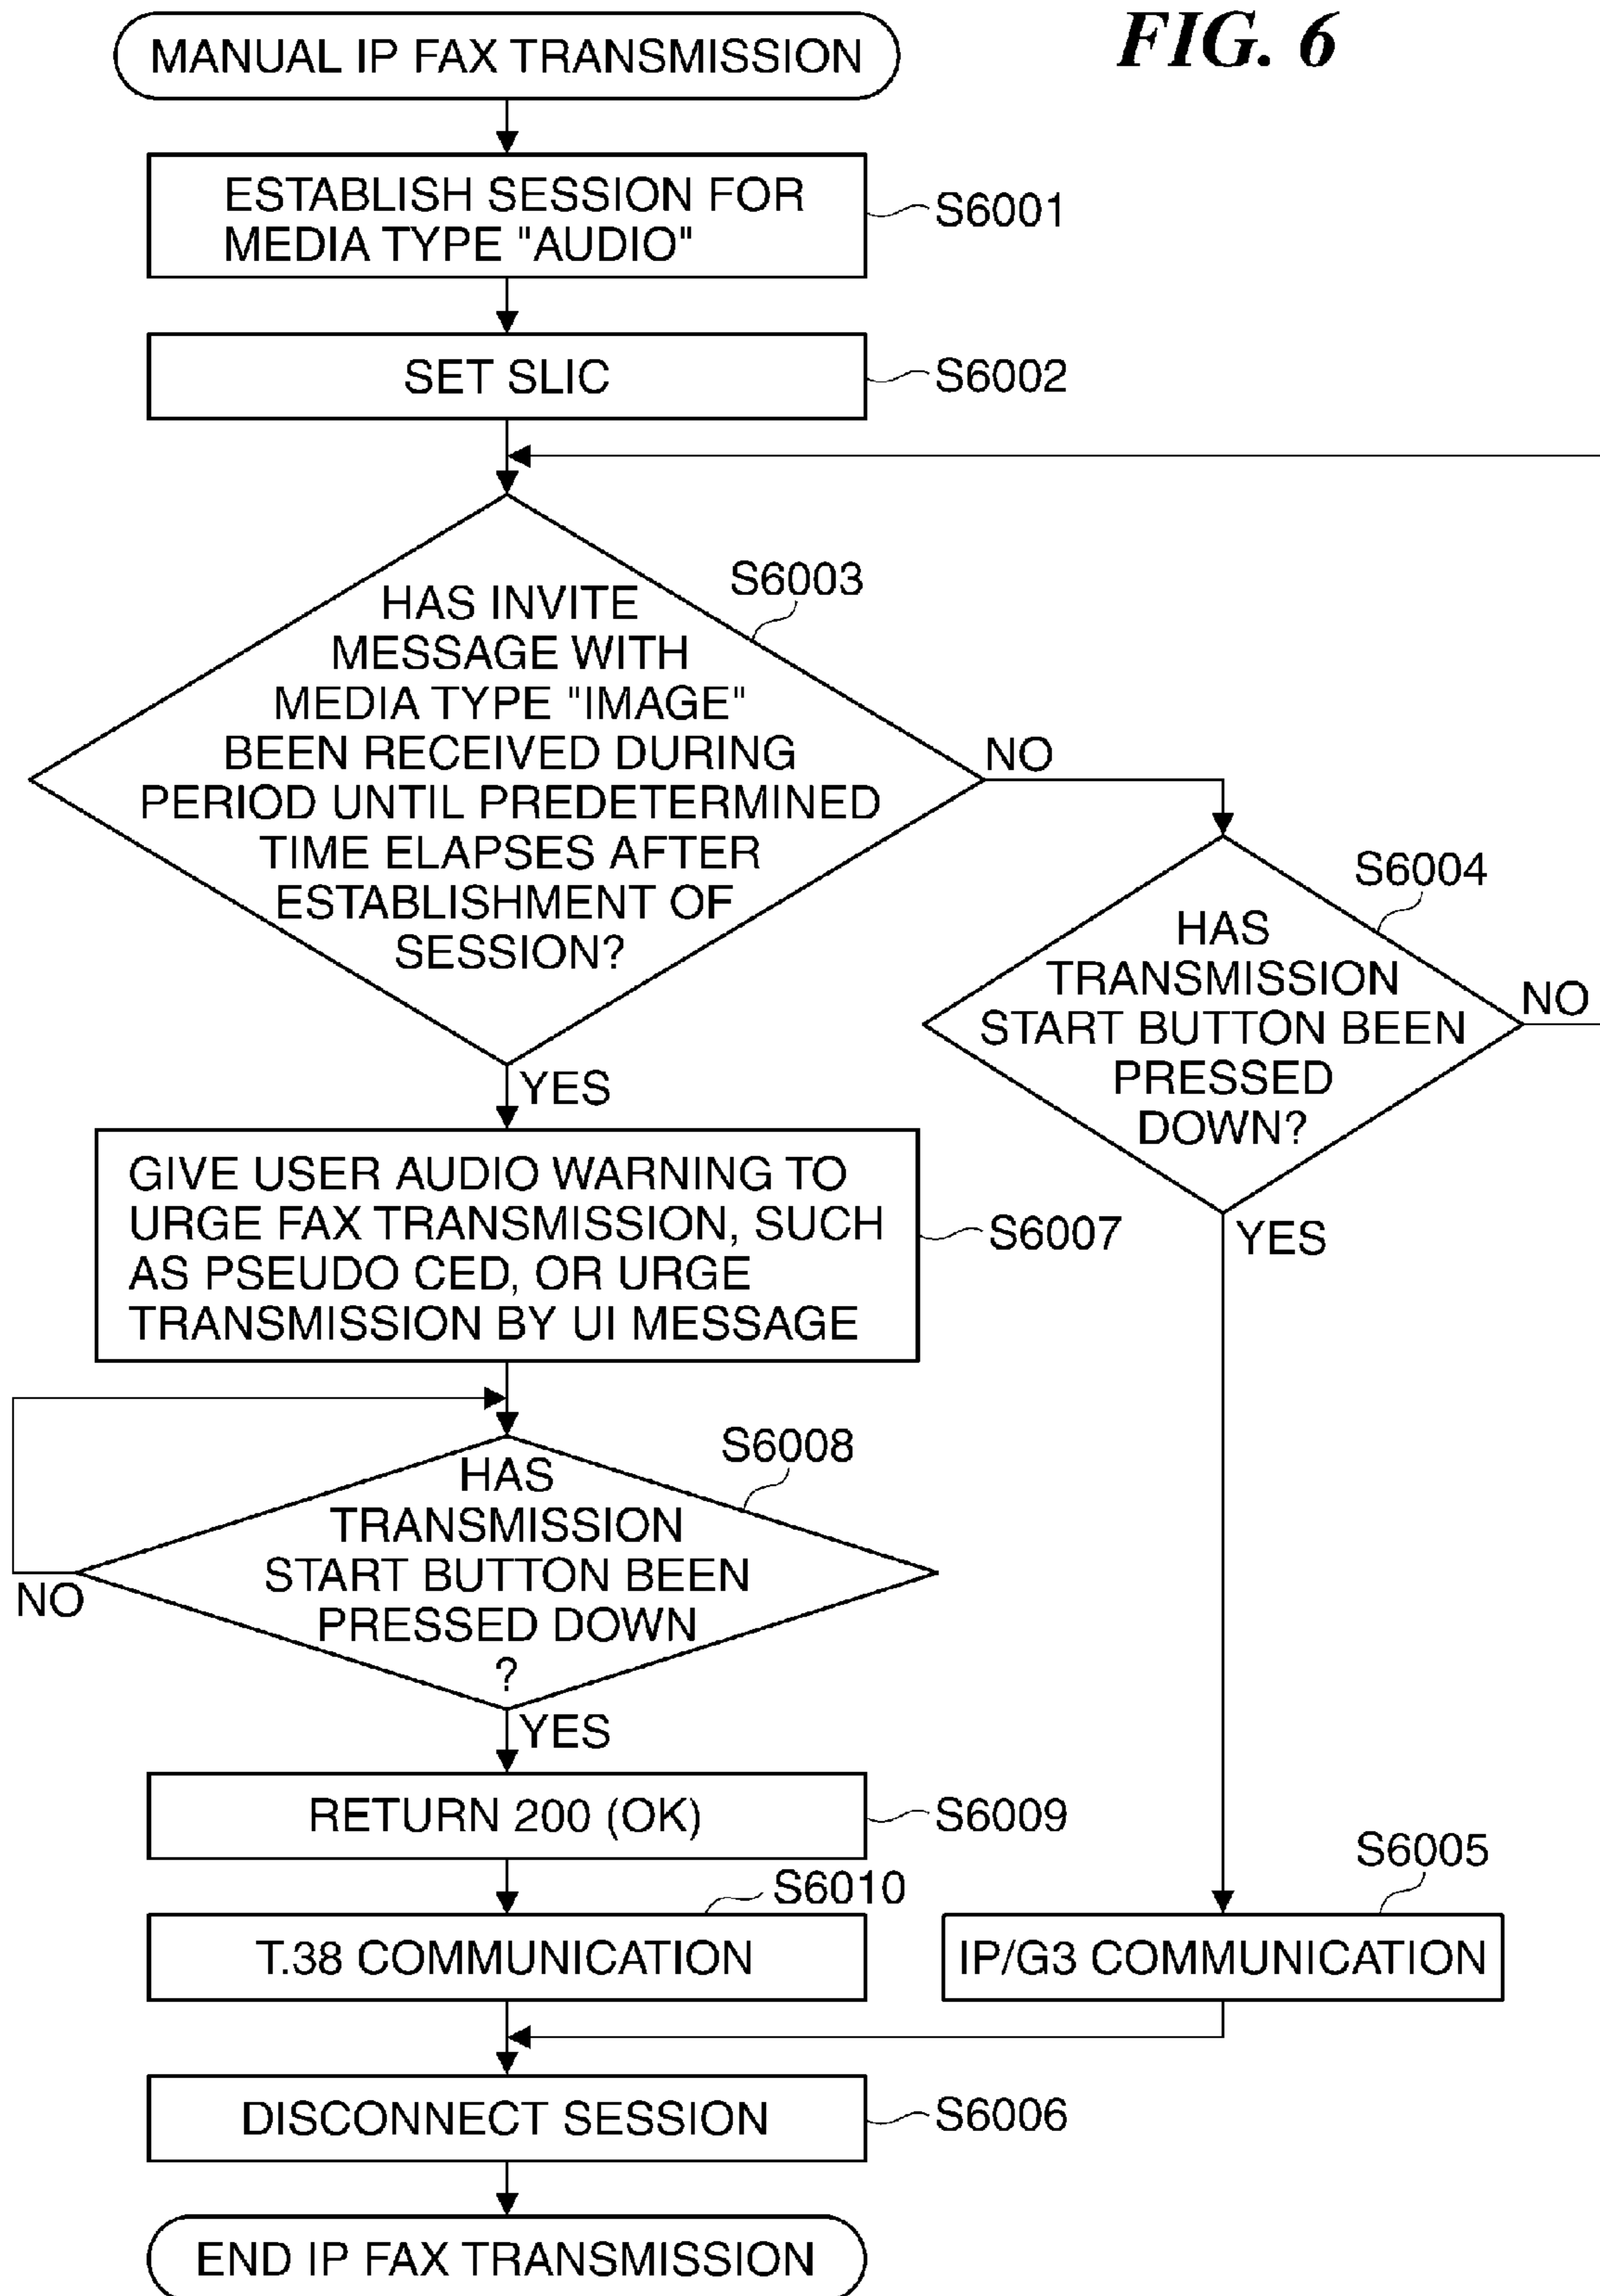 FIG. 6
MANUAL IP FAX TRANSMISSION
ESTABLISH SESSION FOR
MEDIA TYPE "AUDIO"
S6001
SET SLIC
S6002
S6003
HAS INVITE
MESSAGE WITH
MEDIA TYPE "IMAGE"
BEEN RECEIVED DURING
PERIOD UNTIL PREDETERMINED
TIME ELAPSES AFTER
ESTABLISHMENT OF
SESSION?
NO
YES
S6004
HAS
TRANSMISSION
START BUTTON BEEN
PRESSED
DOWN?
NO
YES
GIVE USER AUDIO WARNING TO
URGE FAX TRANSMISSION, SUCH
AS PSEUDO CED, OR URGE
TRANSMISSION BY UI MESSAGE
S6007
S6008
HAS
TRANSMISSION
START BUTTON BEEN
PRESSED DOWN
?
NO
YES
RETURN 200 (OK)
S6009
S6010
T.38 COMMUNICATION
S6005
IP/G3 COMMUNICATION
DISCONNECT SESSION
S6006
END IP FAX TRANSMISSION